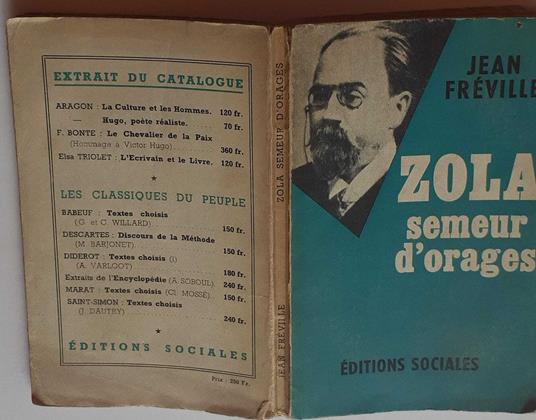 EXTRAIT DU CATALOGUE
ARAGON : La Culture et les Hommes. 120 fr.
— Hugo, poète réaliste. . . . . 70 fr.
F. BONTE : Le Chevalier de la Paix
(Hommage à Victor Hugo) . . . . . 360 fr.
Elsa TRIOLET : L'Ecrivain et le Livre. 120 fr.
★
LES CLASSIQUES DU PEUPLE
BABEUF : Textes choisis
(G. et C. WILLARD) . . . . . 150 fr.
DESCARTES : Discours de la Méthode
(M. BARJONET) . . . . . 150 fr.
DIDEROT : Textes choisis (I)
(A. VARLOOT) . . . . . 180 fr.
Extraits de l'Encyclopédie (A. SOBOUL). 240 fr.
MARAT : Textes choisis (Cl. MOSSÉ). 150 fr.
SAINT-SIMON : Textes choisis
(J. DAUTRY) . . . . . 240 fr.
★
ÉDITIONS SOCIALES
Prix : 250 Fr.
JEAN FRÉVILLE ZOLA SEMEUR D'ORAGES
JEAN
FRÉVILLE
ZOLA
semeur
d'orages
ÉDITIONS SOCIALES